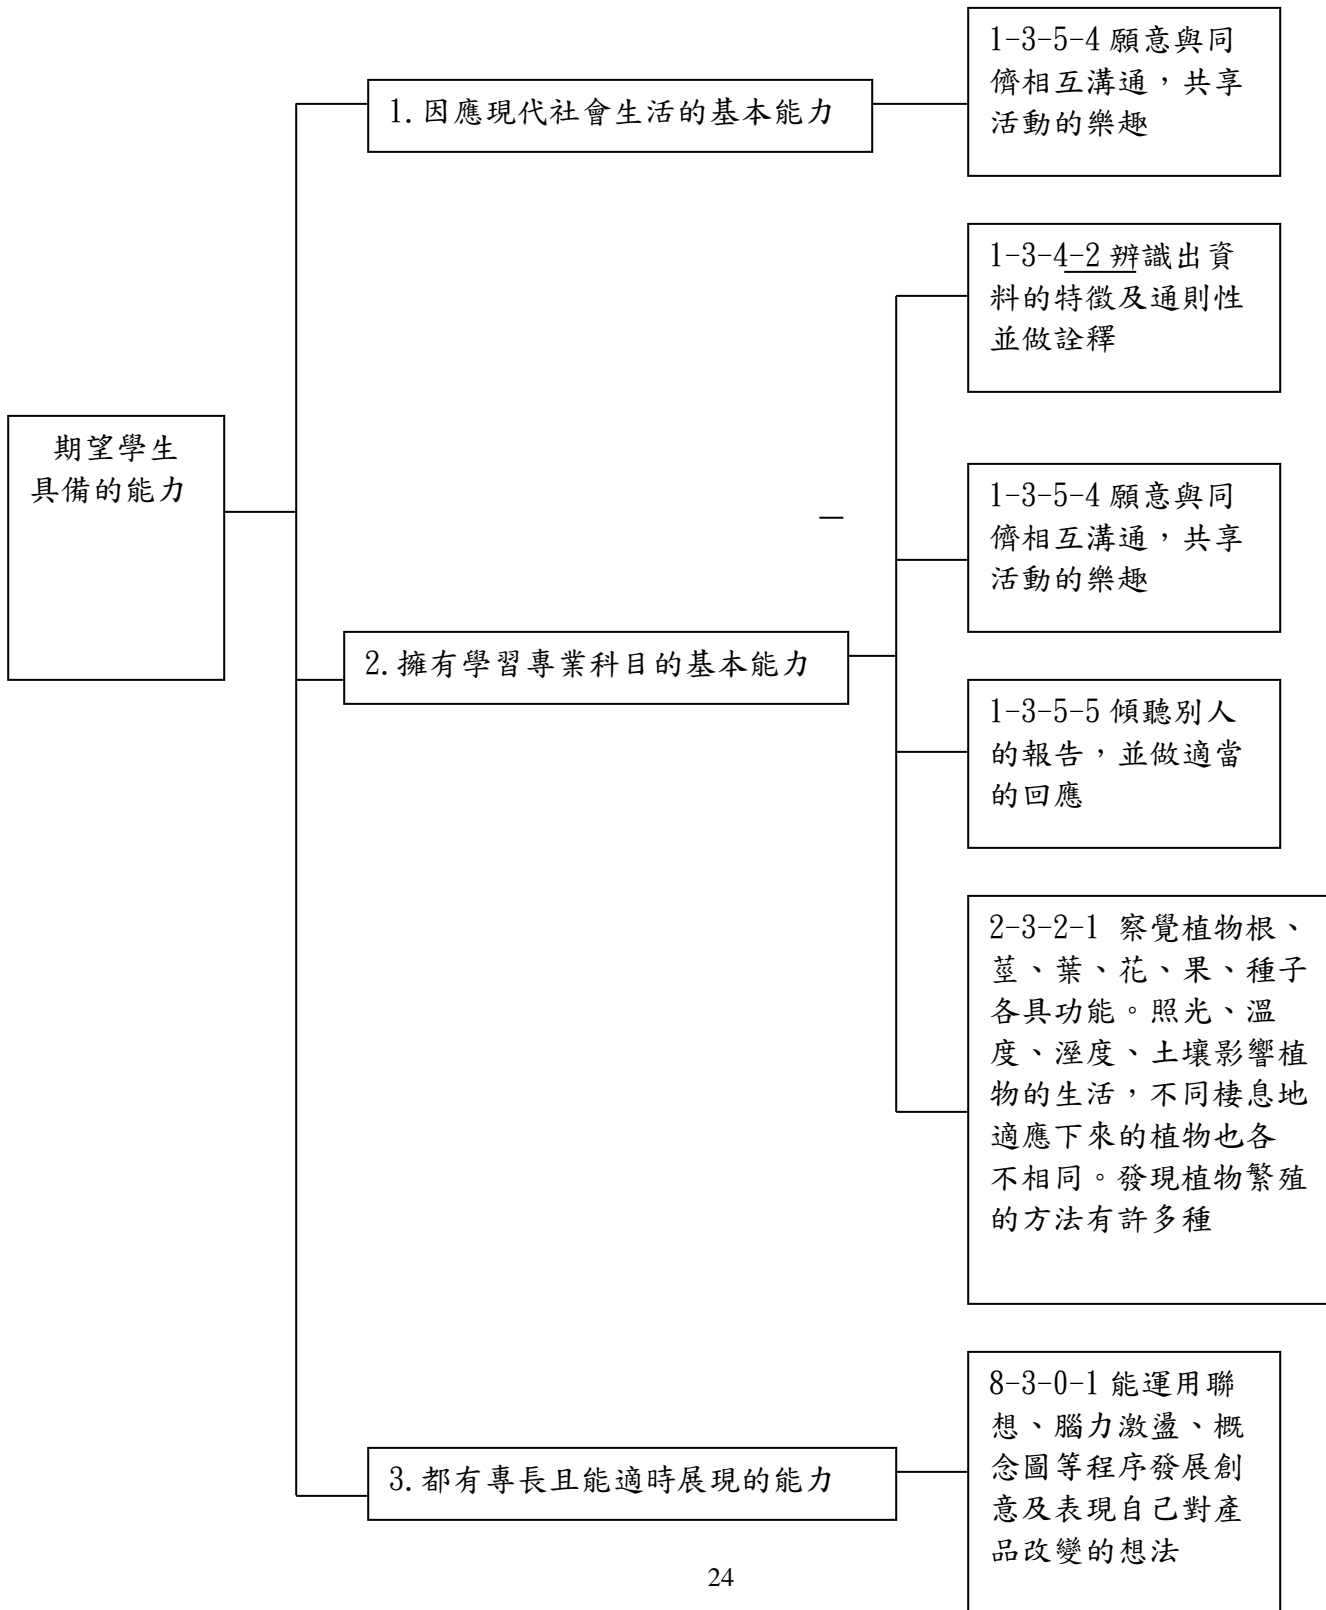 期望學生
具備的能力
1.因應現代社會生活的基本能力
1-3-5-4 願意與同
儕相互溝通，共享
活動的樂趣
2.擁有學習專業科目的基本能力
1-3-4-2 辨識出資
料的特徵及通則性
並做詮釋
1-3-5-4 願意與同
儕相互溝通，共享
活動的樂趣
1-3-5-5 傾聽別人
的報告，並做適當
的回應
2-3-2-1 察覺植物根、
莖、葉、花、果、種子
各具功能。照光、溫
度、溼度、土壤影響植
物的生活，不同棲息地
適應下來的植物也各
不相同。發現植物繁殖
的方法有許多種
3.都有專長且能適時展現的能力
8-3-0-1 能運用聯
想、腦力激盪、概
念圖等程序發展創
意及表現自己對產
品改變的想法
24